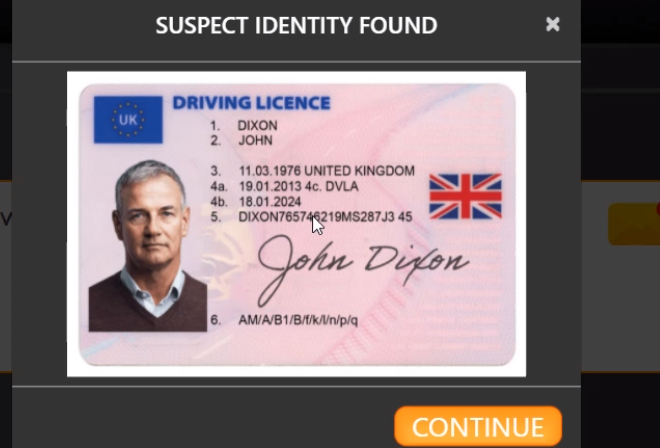 SUSPECT IDENTITY FOUND
UK
DRIVING LICENCE
1. DIXON
2. JOHN
3. 11.03.1976 UNITED KINGDOM
4a. 19.01.2013 4c. DVLA
4b. 18.01.2024
5. DIXON765746219MS287J3 45
John Dixon
6. AM/A/B1/B/f/k/l/n/p/q
CONTINUE